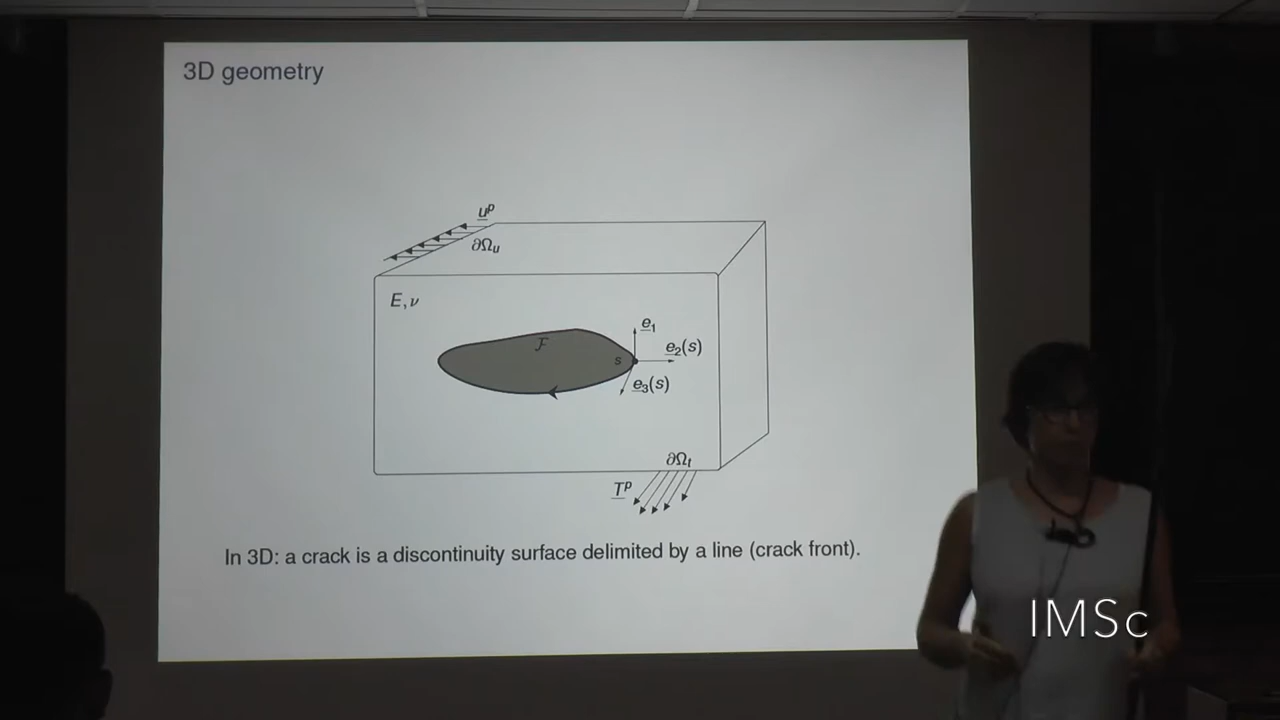 3D geometry
u^p
∂Ω_u
E, ν
F
e_1
s
e_2(s)
e_3(s)
∂Ω_t
T^p
In 3D: a crack is a discontinuity surface delimited by a line (crack front).
IMSc